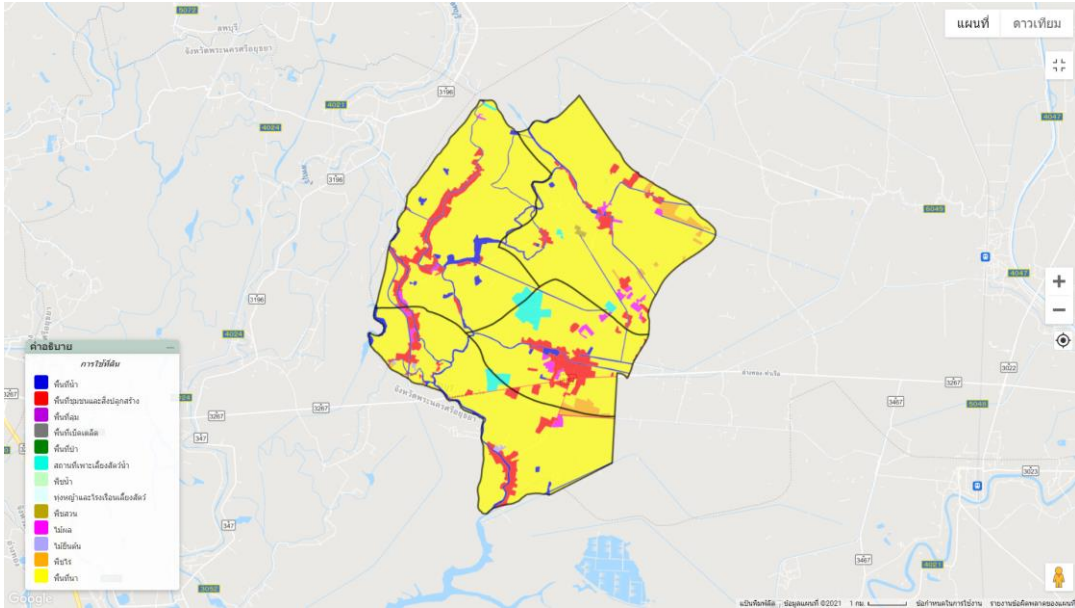 5072
ลพบุรี
จังหวัดพระนครศรีอยุธยา
แผนที่
ดาวเทียม
3196
4021
4024
4047
3196
5045
4047
3196
4024
คำอธิบาย
การใช้ที่ดิน
พื้นที่น้ำ
พื้นที่ชุมชนและสิ่งปลูกสร้าง
พื้นที่ลุ่ม
พื้นที่เบ็ดเตล็ด
พื้นที่ป่า
สถานที่เพาะเลี้ยงสัตว์น้ำ
พืชน้ำ
ทุ่งหญ้าและโรงเรือนเลี้ยงสัตว์
พืชสวน
ไม้ผล
ไม้ยืนต้น
พืชไร่
พื้นที่นา
3267
347
3267
3267
347
3052
จังหวัดพระนครศรีอยุธยา
อ่างทอง
3022
3267
3467
5048
3023
3467
4021
Google
แป้นพิมพ์ลัด
ข้อมูลแผนที่ ©2021
1 กม.
ข้อกำหนดในการใช้งาน
รายงานข้อผิดพลาดของแผนที่